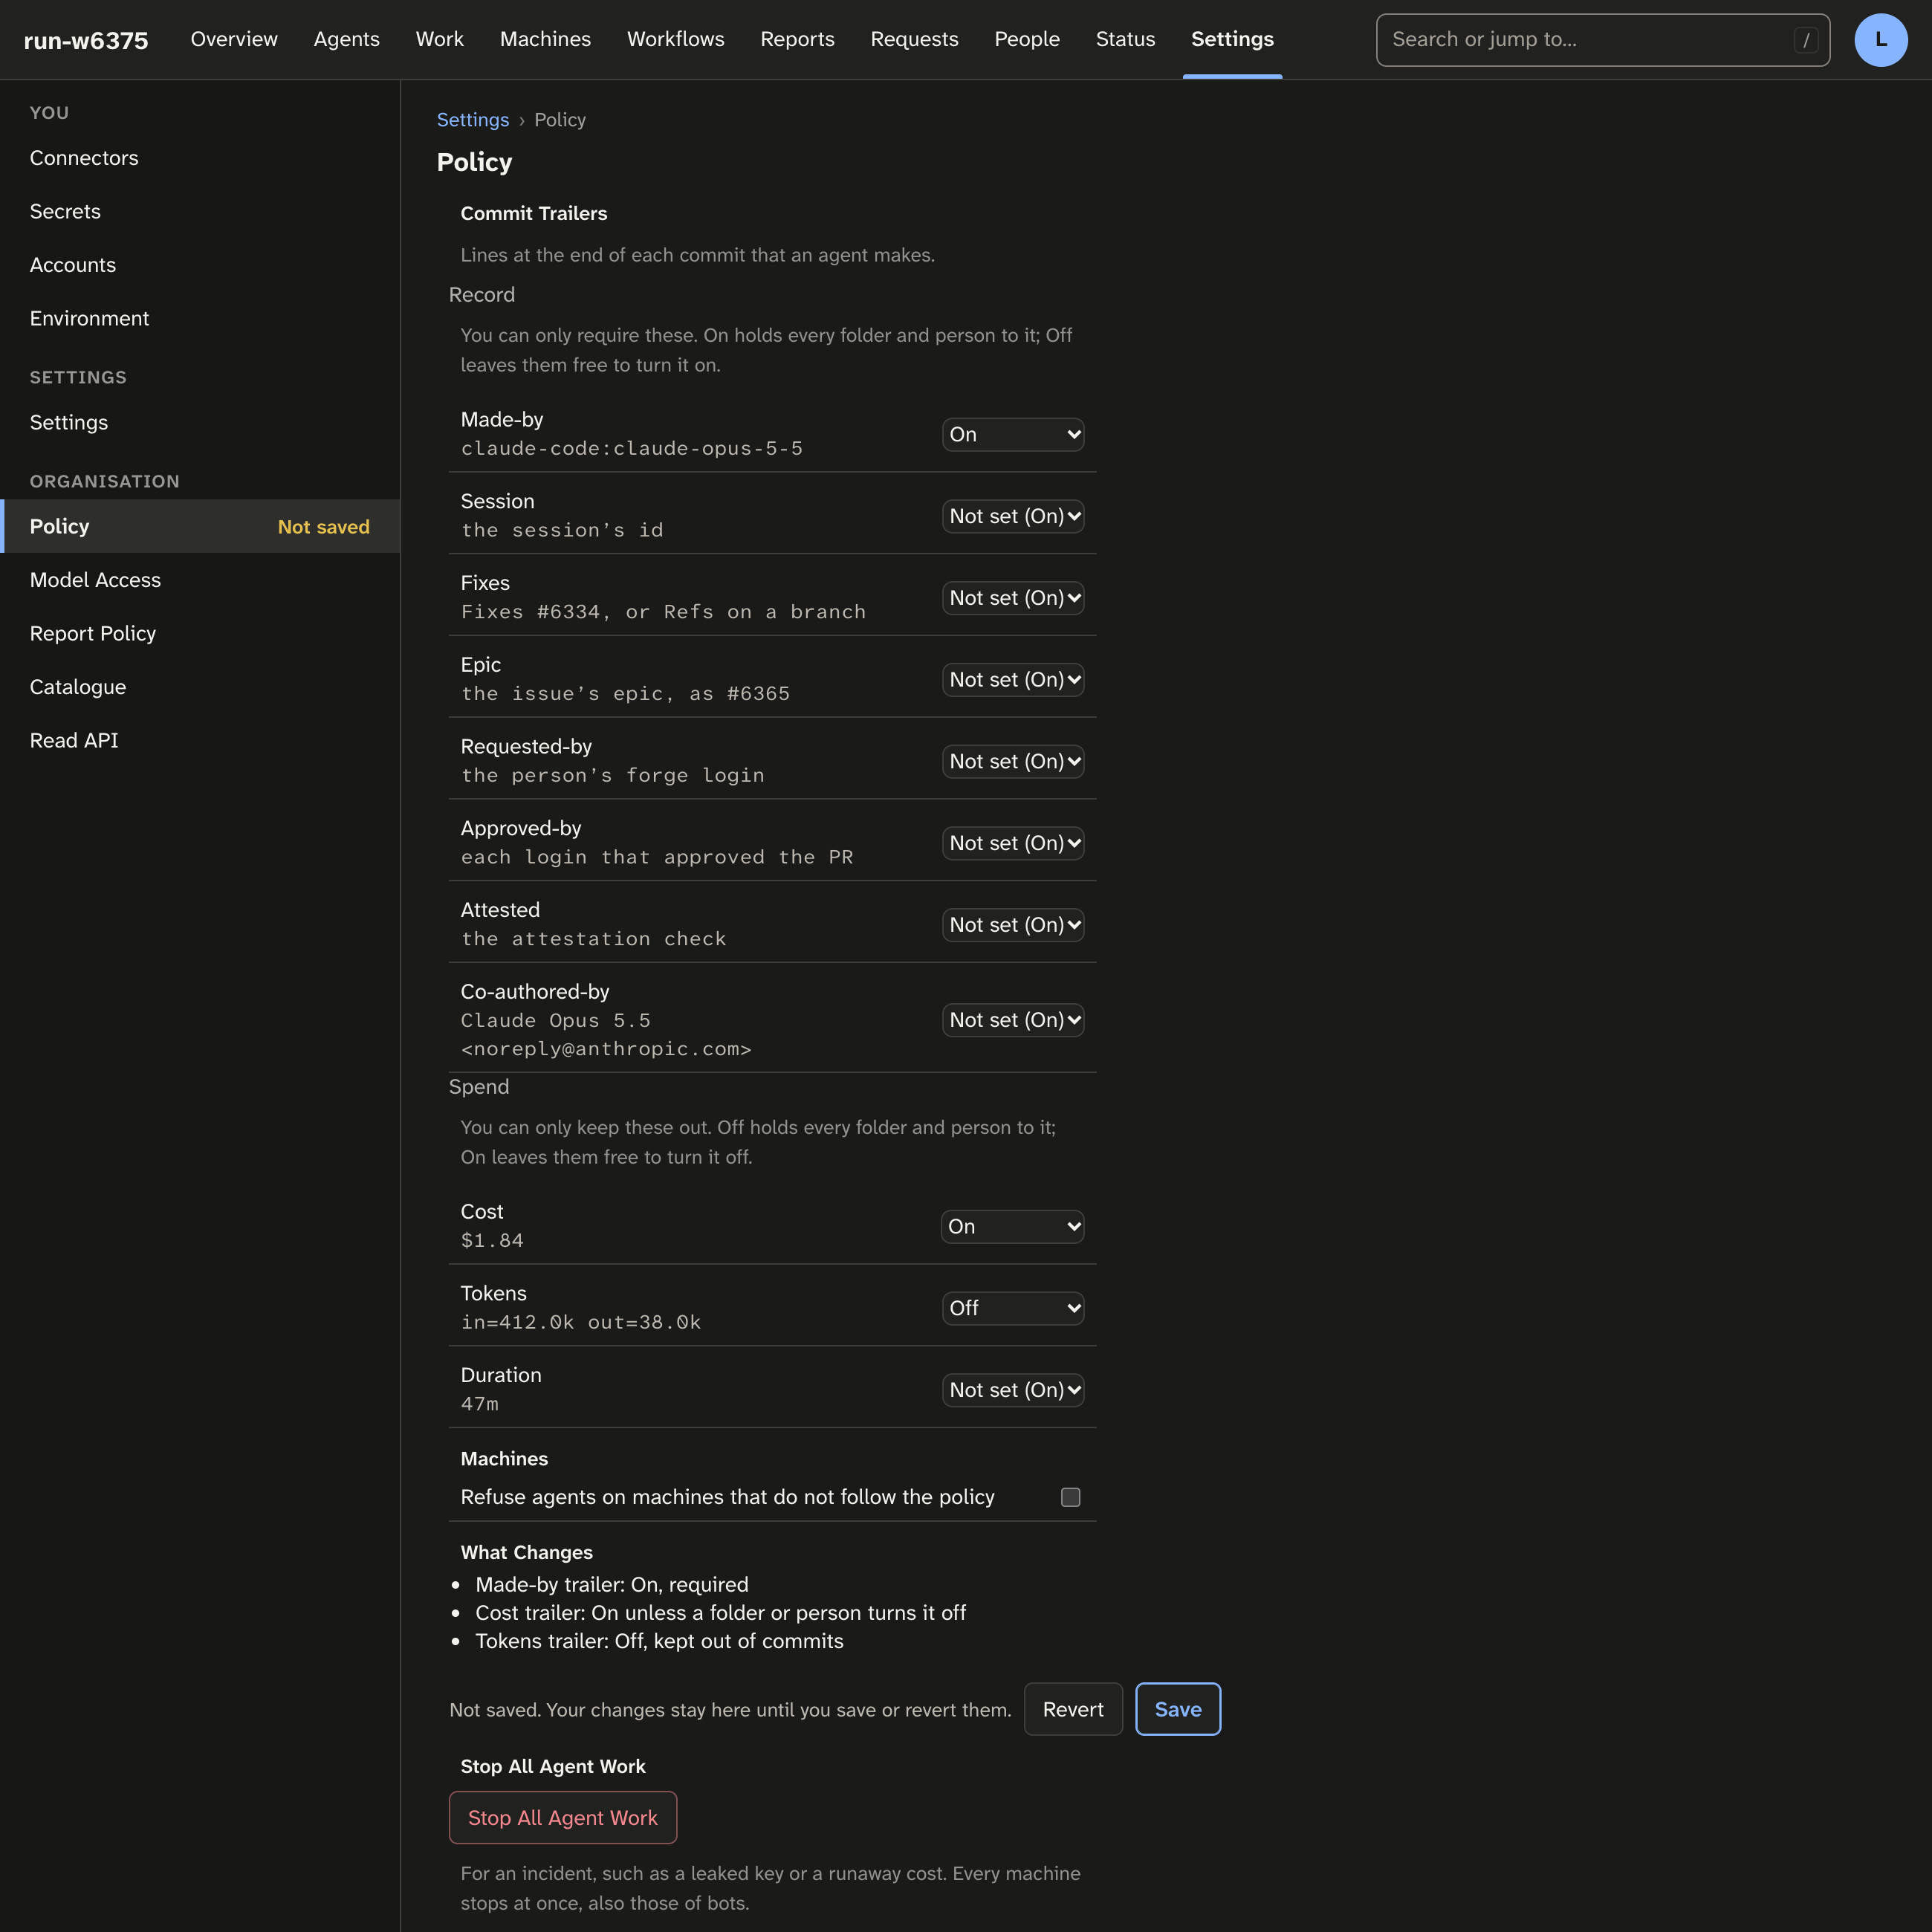 run-w6375 Overview Agents Work Machines Workflows Reports Requests People Status Settings Search or jump to... / L
YOU
Connectors
Secrets
Accounts
Environment
SETTINGS
Settings
ORGANISATION
Policy Not saved
Model Access
Report Policy
Catalogue
Read API
Settings › Policy
Policy
Commit Trailers
Lines at the end of each commit that an agent makes.
Record
You can only require these. On holds every folder and person to it; Off
leaves them free to turn it on.
Made-by
claude-code:claude-opus-5-5
On
Session
the session’s id
Not set (On)
Fixes
Fixes #6334, or Refs on a branch
Not set (On)
Epic
the issue’s epic, as #6365
Not set (On)
Requested-by
the person’s forge login
Not set (On)
Approved-by
each login that approved the PR
Not set (On)
Attested
the attestation check
Not set (On)
Co-authored-by
Claude Opus 5.5
<noreply@anthropic.com>
Not set (On)
Spend
You can only keep these out. Off holds every folder and person to it;
On leaves them free to turn it off.
Cost
$1.84
On
Tokens
in=412.0k out=38.0k
Off
Duration
47m
Not set (On)
Machines
Refuse agents on machines that do not follow the policy
What Changes
• Made-by trailer: On, required
• Cost trailer: On unless a folder or person turns it off
• Tokens trailer: Off, kept out of commits
Not saved. Your changes stay here until you save or revert them. Revert Save
Stop All Agent Work
Stop All Agent Work
For an incident, such as a leaked key or a runaway cost. Every machine
stops at once, also those of bots.